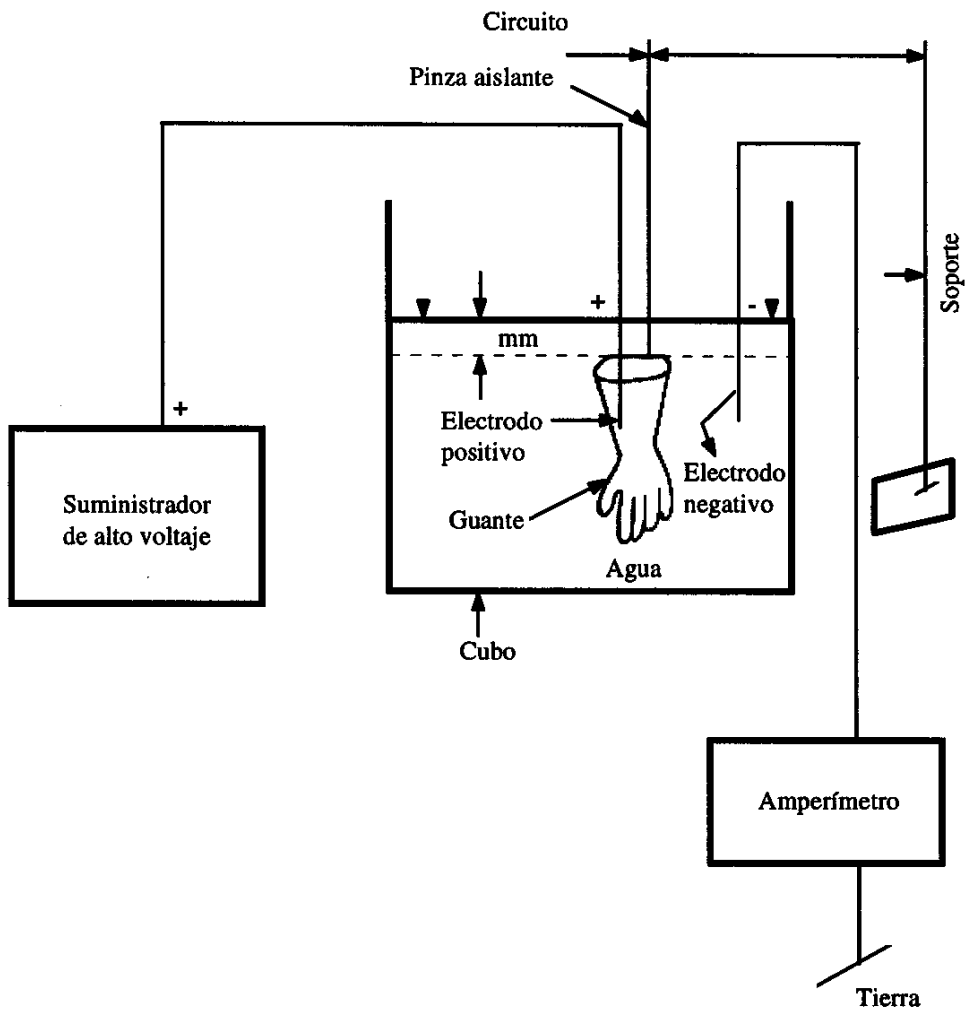 Circuito
Pinza aislante
Soporte
+
-
mm
+
Electrodo
positivo
Electrodo
negativo
Suministrador
de alto voltaje
Guante
Agua
Cubo
Amperímetro
Tierra